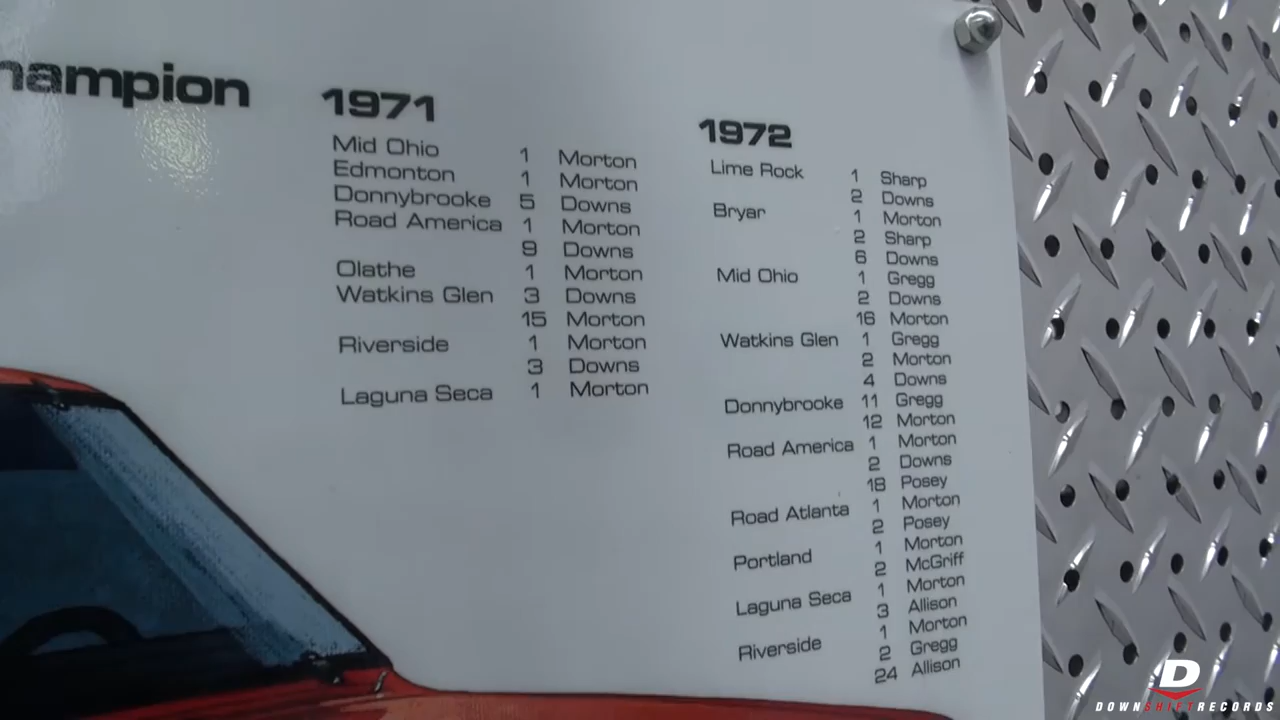 hampion
1971
Mid Ohio 1 Morton
Edmonton 1 Morton
Donnybrooke 5 Downs
Road America 1 Morton
9 Downs
Olathe 1 Morton
Watkins Glen 3 Downs
15 Morton
Riverside 1 Morton
3 Downs
Laguna Seca 1 Morton
1972
Lime Rock 1 Sharp
2 Downs
Bryar 1 Morton
2 Sharp
6 Downs
Mid Ohio 1 Gregg
2 Downs
16 Morton
Watkins Glen 1 Gregg
2 Morton
4 Downs
Donnybrooke 11 Gregg
12 Morton
Road America 1 Morton
2 Downs
18 Posey
Road Atlanta 1 Morton
2 Posey
Portland 1 Morton
2 McGriff
Laguna Seca 1 Morton
3 Allison
Riverside 1 Morton
2 Gregg
24 Allison
D
DOWNSHIFTRECORDS